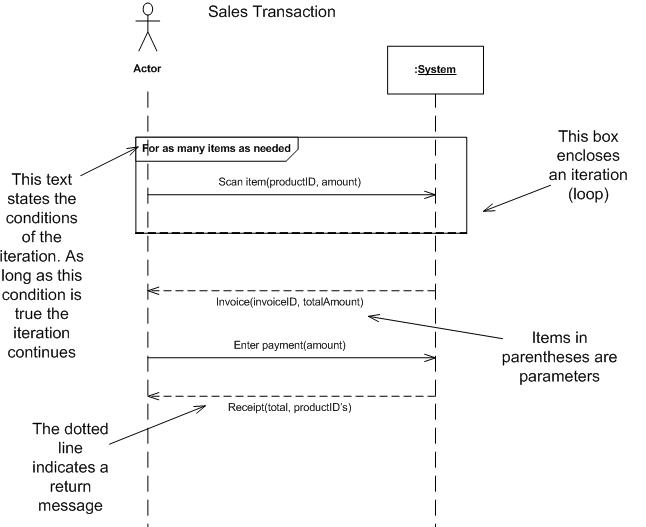 Sales Transaction
Actor
:System
For as many items as needed
Scan item(productID, amount)
This box
encloses
an iteration
(loop)
This text
states the
conditions
of the
iteration. As
long as this
condition is
true the
iteration
continues
Invoice(invoiceID, totalAmount)
Enter payment(amount)
Items in
parentheses are
parameters
Receipt(total, productID's)
The dotted
line
indicates a
return
message